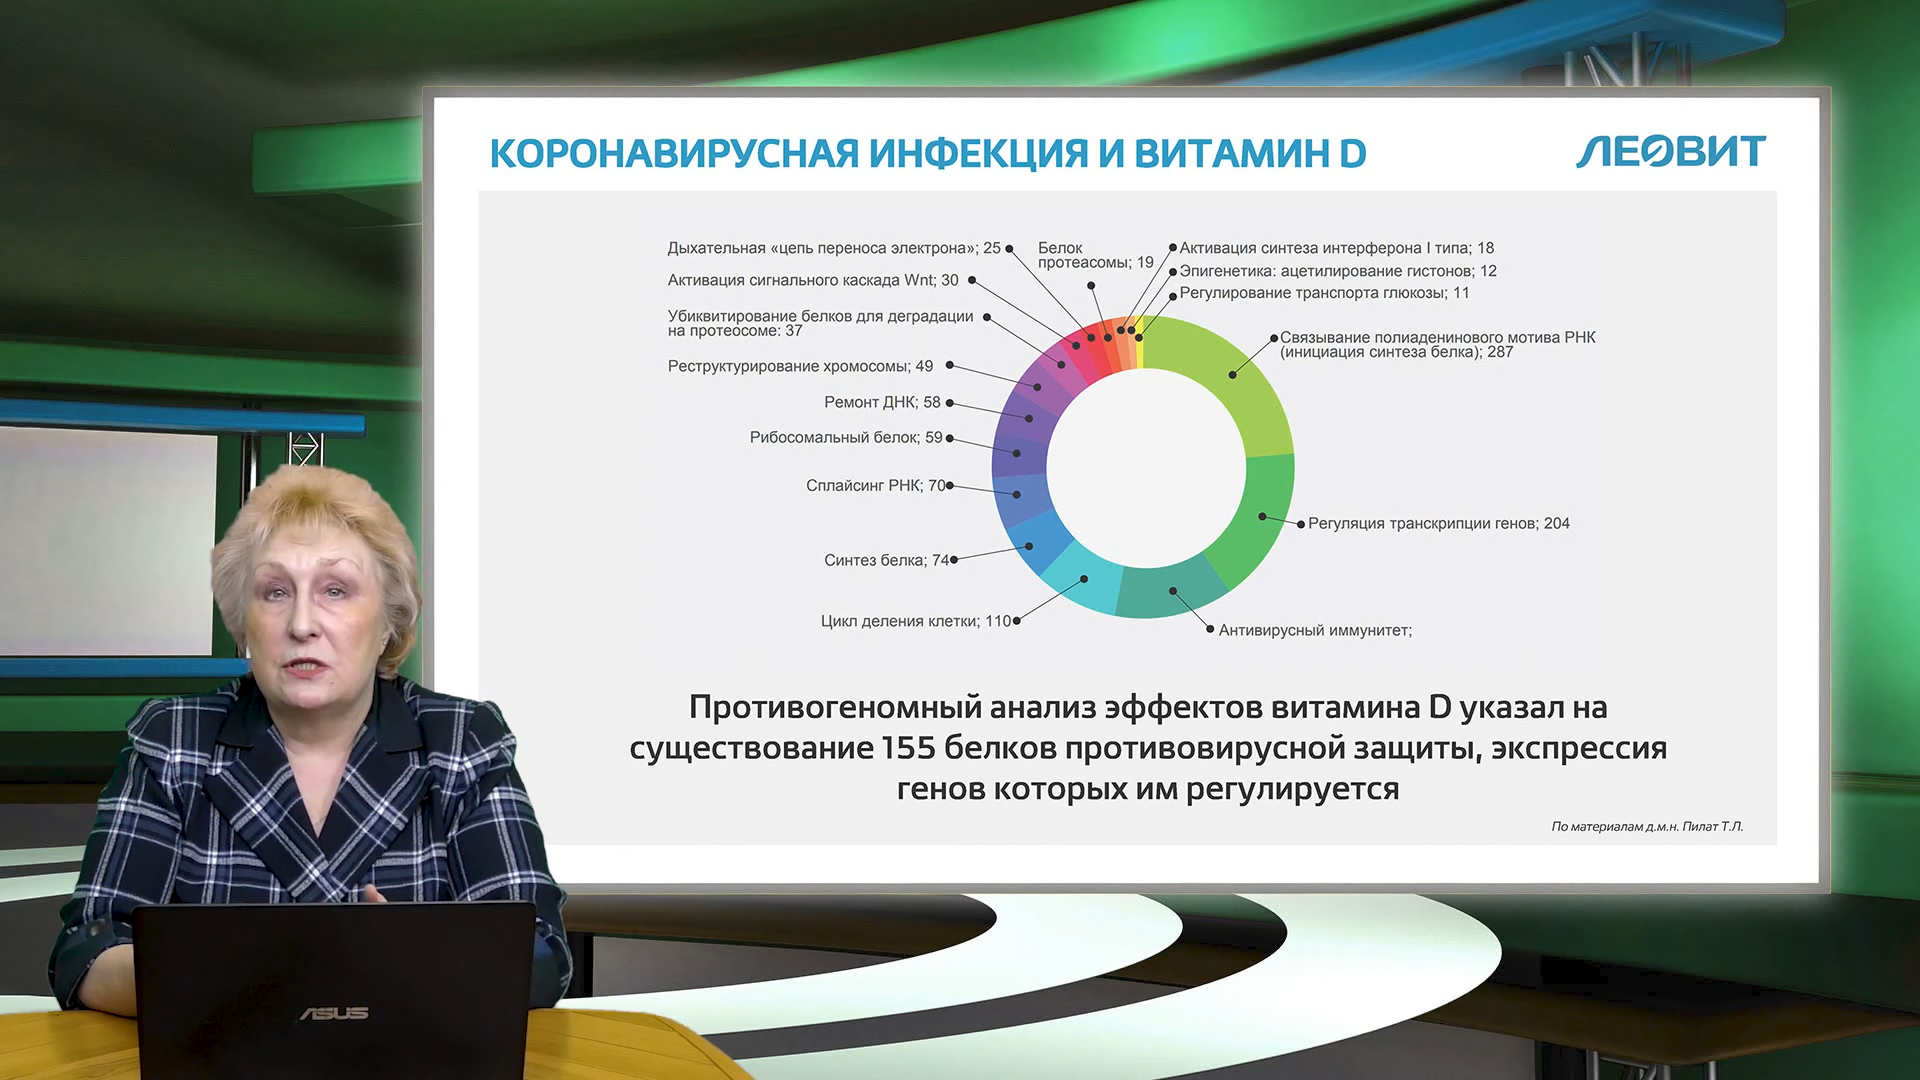 КОРОНАВИРУСНАЯ ИНФЕКЦИЯ И ВИТАМИН D
ЛЕОВИТ
Дыхательная «цепь переноса электрона»; 25
Белок
протеасомы; 19
Активация синтеза интерферона I типа; 18
Активация сигнального каскада Wnt; 30
Эпигенетика: ацетилирование гистонов; 12
Регулирование транспорта глюкозы; 11
Убиквитирование белков для деградации
на протеосоме: 37
Связывание полиаденинового мотива РНК
(инициация синтеза белка); 287
Реструктурирование хромосомы; 49
Ремонт ДНК; 58
Рибосомальный белок; 59
Сплайсинг РНК; 70
Регуляция транскрипции генов; 204
Синтез белка; 74
Цикл деления клетки; 110
Антивирусный иммунитет;
Противогеномный анализ эффектов витамина D указал на
существование 155 белков противовирусной защиты, экспрессия
генов которых им регулируется
По материалам д.м.н. Пилат Т.Л.
ASUS